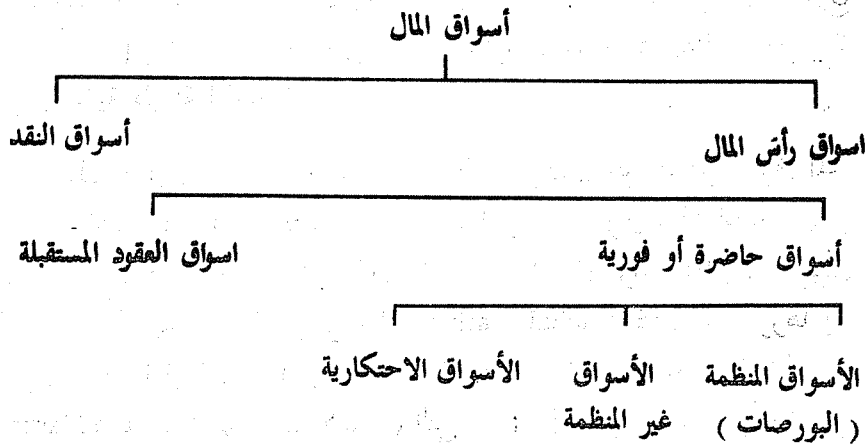 أسواق المال
اسواق رأس المال
أسواق النقد
أسواق حاضرة أو فورية
اسواق العقود المستقبلة
الأسواق المنظمة
( البورصات )
الأسواق
غير المنظمة
الأسواق الاحتكارية